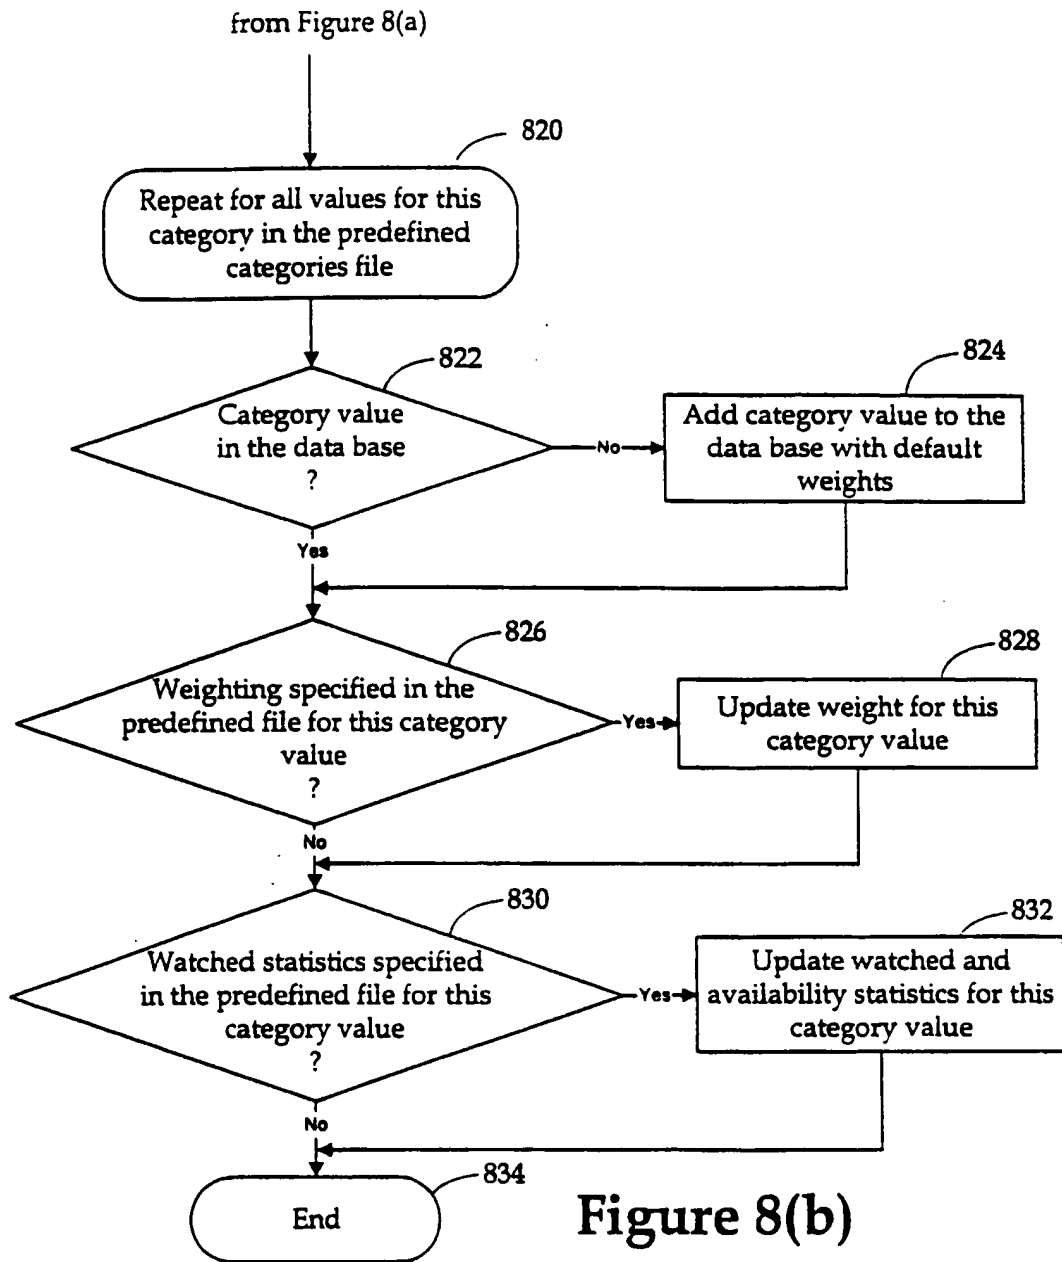 from Figure 8(a)
820
Repeat for all values for this
category in the predefined
categories file
822
Category value
in the data base
?
No
824
Add category value to the
data base with default
weights
Yes
826
Weighting specified in the
predefined file for this category
value
?
Yes
828
Update weight for this
category value
No
830
Watched statistics specified
in the predefined file for this
category value
?
Yes
832
Update watched and
availability statistics for this
category value
No
834
End
Figure 8(b)